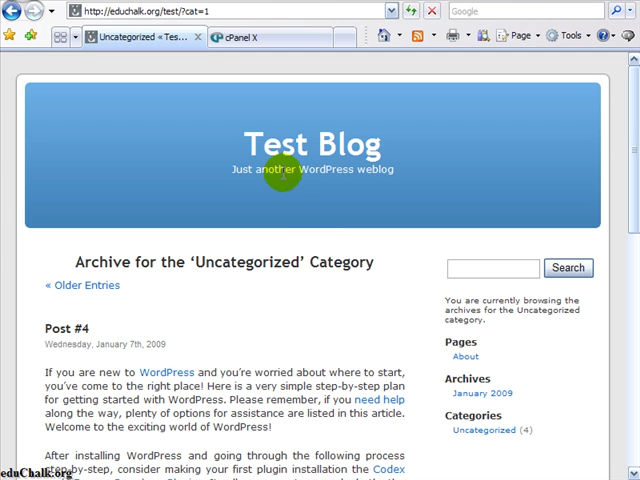 http://educhalk.org/test/?cat=1
Google
Uncategorized « Tes...
cPanel X
Page
Tools
Test Blog
Just another WordPress weblog
Archive for the ‘Uncategorized’ Category
« Older Entries
Search
You are currently browsing the
archives for the Uncategorized
category.
Pages
About
Archives
January 2009
Categories
Uncategorized (4)
Post #4
Wednesday, January 7th, 2009
If you are new to WordPress and you’re worried about where to start,
you’ve come to the right place! Here is a very simple step-by-step plan
for getting started with WordPress. Please remember, if you need help
along the way, plenty of options for assistance are listed in this article.
Welcome to the exciting world of WordPress!
After installing WordPress and going through the following process
step-by-step, consider making your first plugin installation the Codex
eduChalk.org